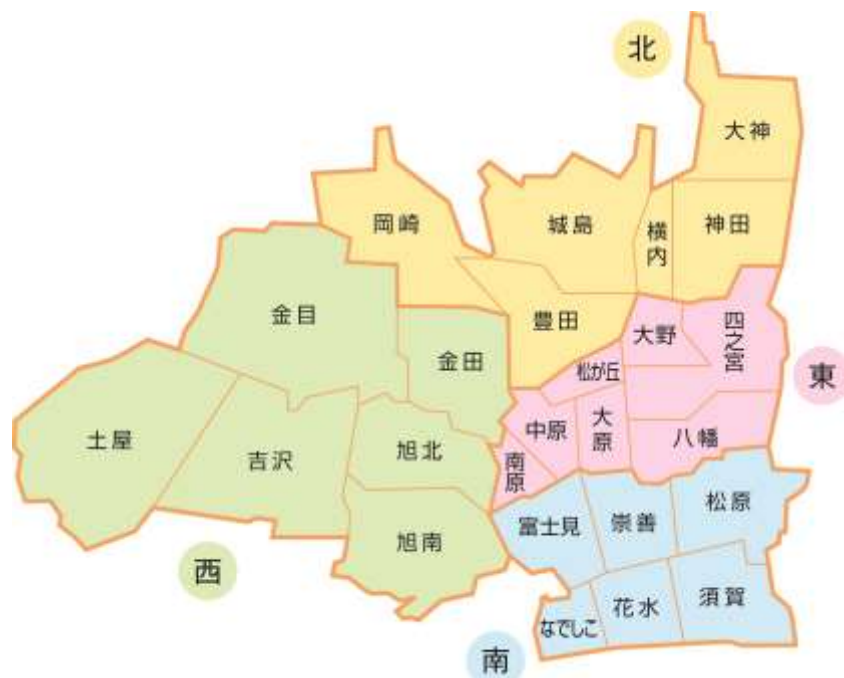 北
大神
岡崎
城島
横内
神田
金目
豊田
大野
四之宮
金田
松が丘
東
土屋
吉沢
旭北
中原
大原
八幡
南原
富士見
崇善
松原
旭南
西
なでしこ
花水
須賀
南